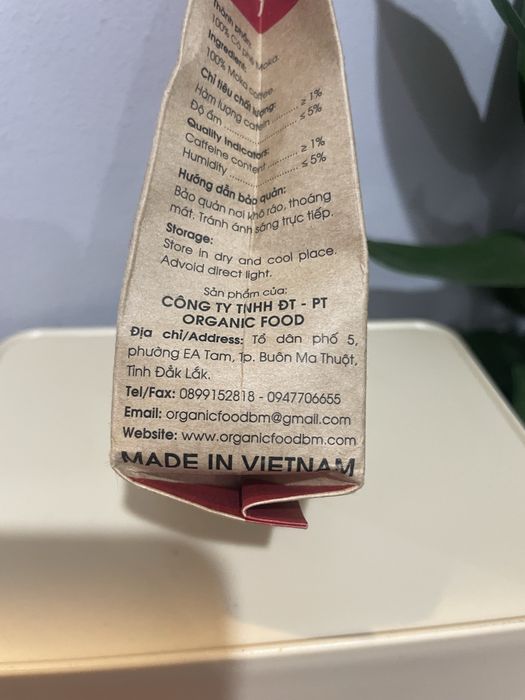 Thành phần:
100% Cà phê Moka.
Ingredient:
100% Moka coffee.
Chỉ tiêu chất lượng:
Hàm lượng cafein ........ ≥ 1%
Độ ẩm ........................ ≤ 5%
Quality Indicators:
Caffeine content ......... ≥ 1%
Humidity ..................... ≤ 5%
Hướng dẫn bảo quản:
Bảo quản nơi khô ráo, thoáng
mát. Tránh ánh sáng trực tiếp.
Storage:
Store in dry and cool place.
Advoid direct light.
Sản phẩm của:
CÔNG TY TNHH ĐT - PT
ORGANIC FOOD
Địa chỉ/Address: Tổ dân phố 5,
phường EA Tam, Tp. Buôn Ma Thuột,
Tỉnh Đắk Lắk.
Tel/Fax: 0899152818 - 0947706655
Email: organicfoodbm@gmail.com
Website: www.organicfoodbm.com
MADE IN VIETNAM